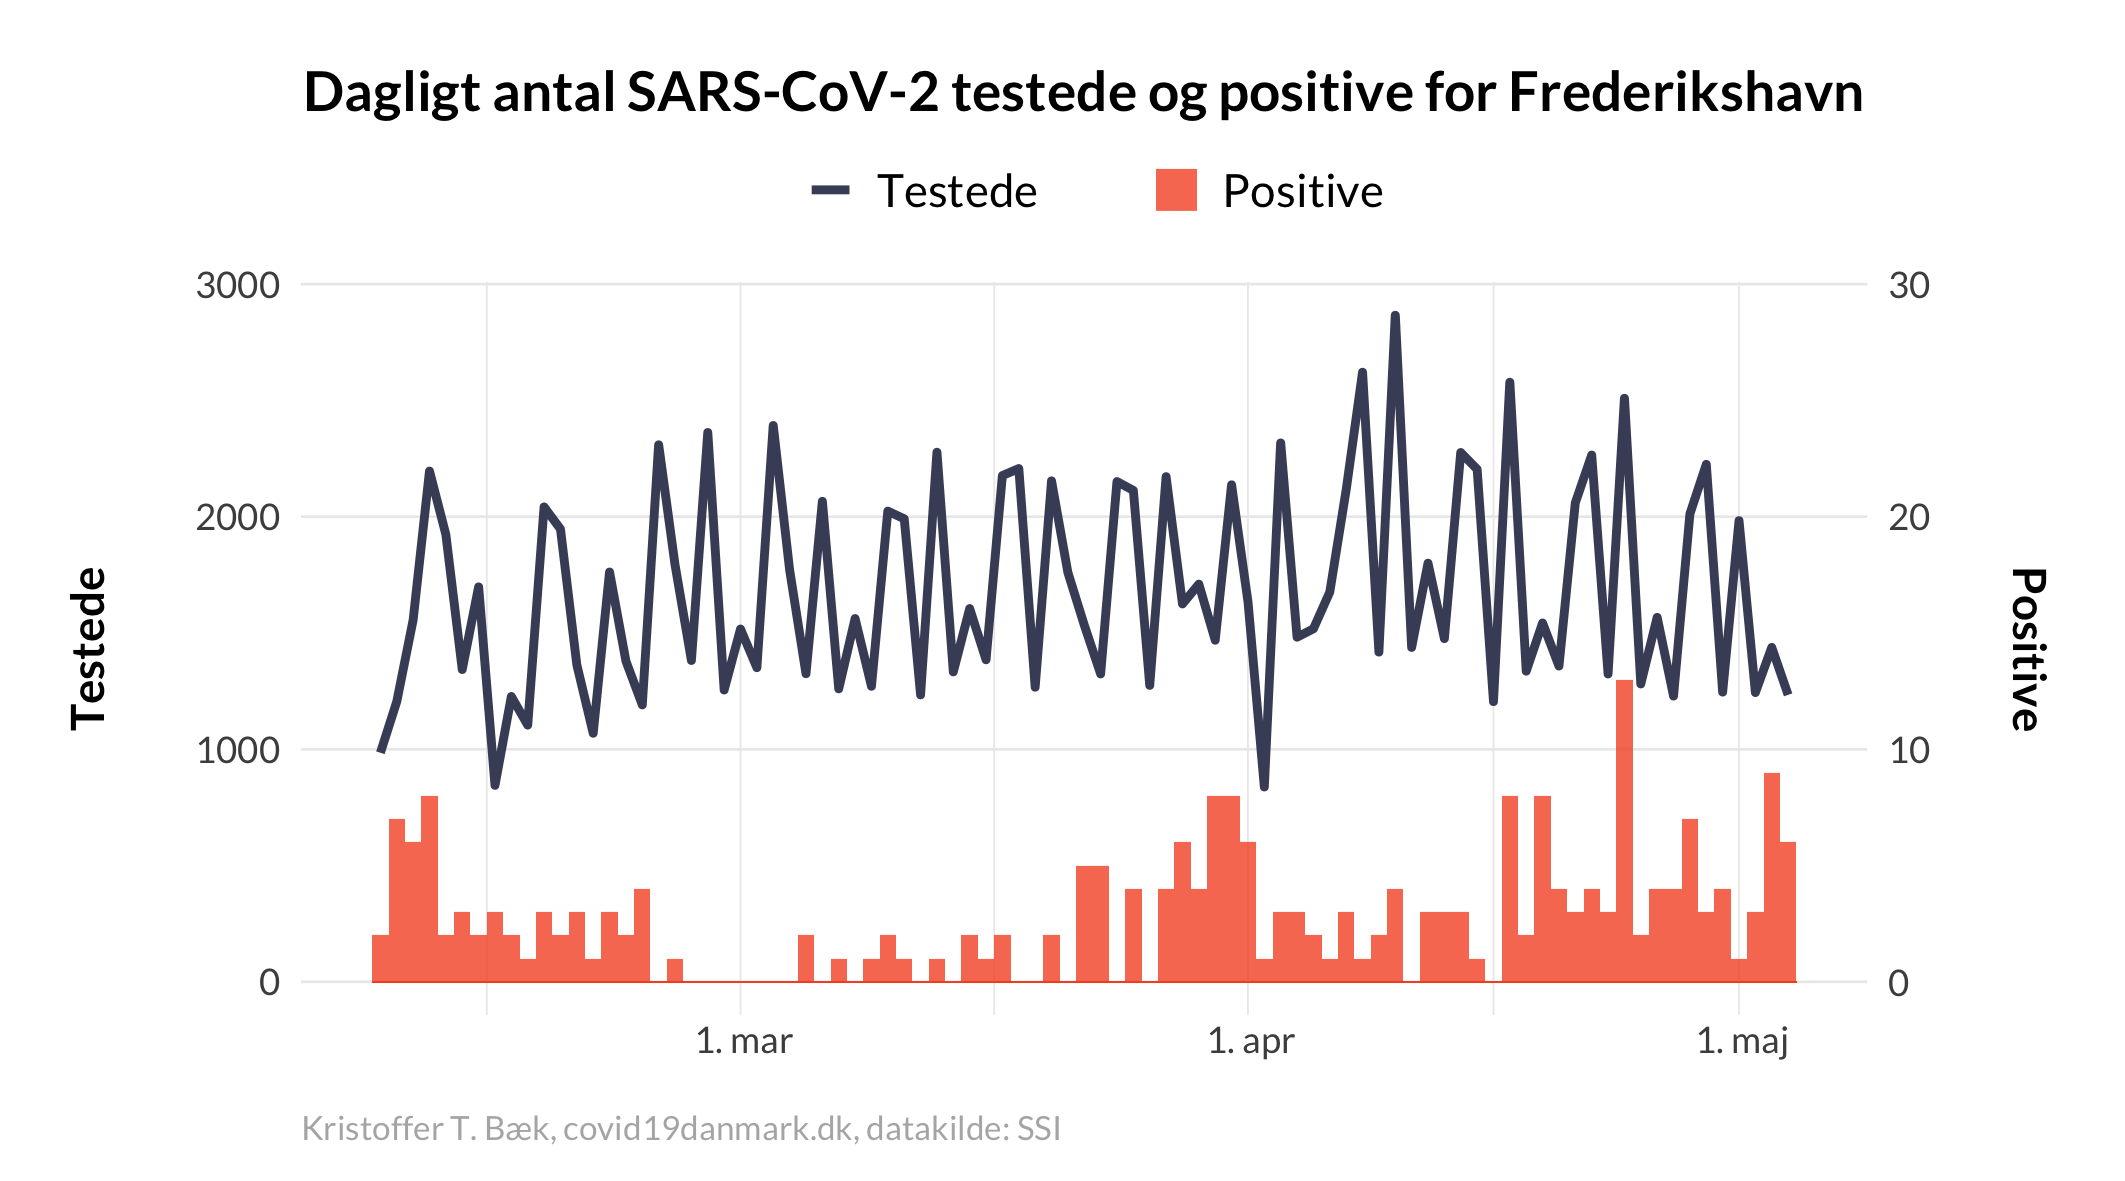 Dagligt antal SARS-CoV-2 testede og positive for Frederikshavn
Testede Positive
3000 30
2000 20
1000 10
0 0
Testede
Positive
1. mar 1. apr 1. maj
Kristoffer T. Bæk, covid19danmark.dk, datakilde: SSI